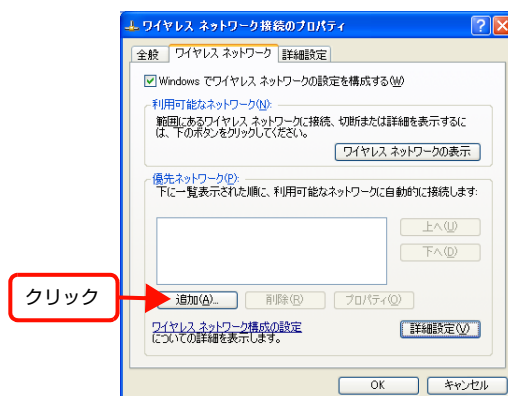 ワイヤレス ネットワーク接続のプロパティ
全般 ワイヤレス ネットワーク 詳細設定
Windows でワイヤレス ネットワークの設定を構成する(W)
利用可能なネットワーク(N):
範囲にあるワイヤレス ネットワークに接続、切断または詳細を表示するに
は、下のボタンをクリックしてください。
ワイヤレス ネットワークの表示
優先ネットワーク(P):
下に一覧表示された順に、利用可能なネットワークに自動的に接続します:
上へ(U)
下へ(D)
クリック
追加(A)... 削除(R) プロパティ(O)
ワイヤレス ネットワーク構成の設定
についての詳細を表示します。
詳細設定(V)
OK キャンセル